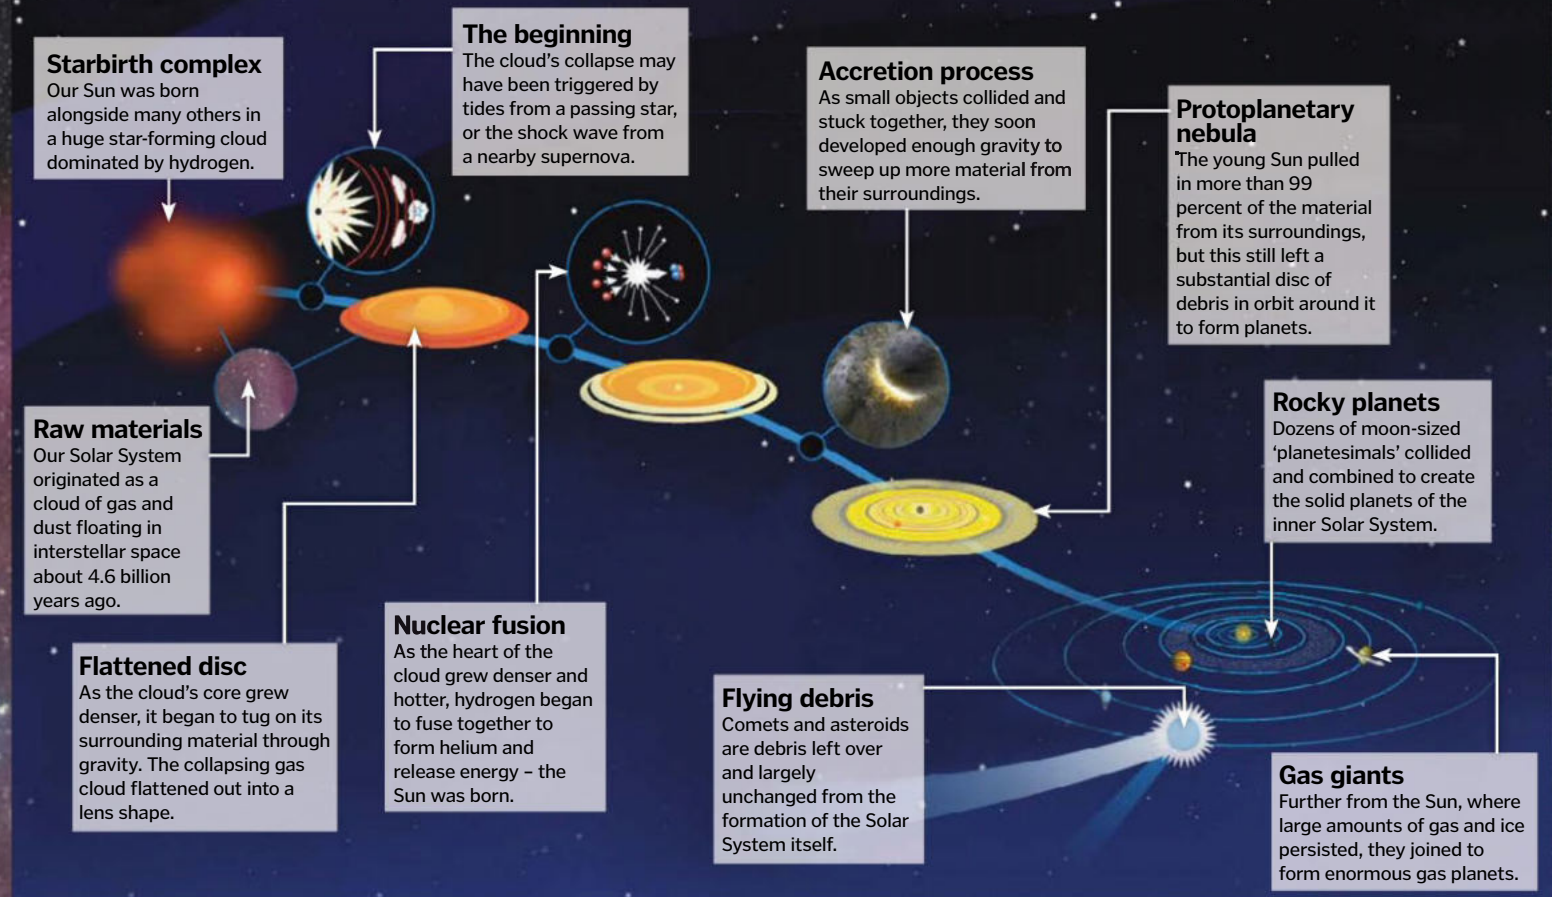 Starbirth complex
Our Sun was born
alongside many others in
a huge star-forming cloud
dominated by hydrogen.
The beginning
The cloud's collapse may
have been triggered by
tides from a passing star,
or the shock wave from
a nearby supernova.
Accretion process
As small objects collided and
stuck together, they soon
developed enough gravity to
sweep up more material from
their surroundings.
Protoplanetary
nebula
The young Sun pulled
in more than 99
percent of the material
from its surroundings,
but this still left a
substantial disc of
debris in orbit around it
to form planets.
Raw materials
Our Solar System
originated as a
cloud of gas and
dust floating in
interstellar space
about 4.6 billion
years ago.
Rocky planets
Dozens of moon-sized
‘planetesimals’ collided
and combined to create
the solid planets of the
inner Solar System.
Flattened disc
As the cloud's core grew
denser, it began to tug on its
surrounding material through
gravity. The collapsing gas
cloud flattened out into a
lens shape.
Nuclear fusion
As the heart of the
cloud grew denser and
hotter, hydrogen began
to fuse together to
form helium and
release energy – the
Sun was born.
Flying debris
Comets and asteroids
are debris left over
and largely
unchanged from the
formation of the Solar
System itself.
Gas giants
Further from the Sun, where
large amounts of gas and ice
persisted, they joined to
form enormous gas planets.